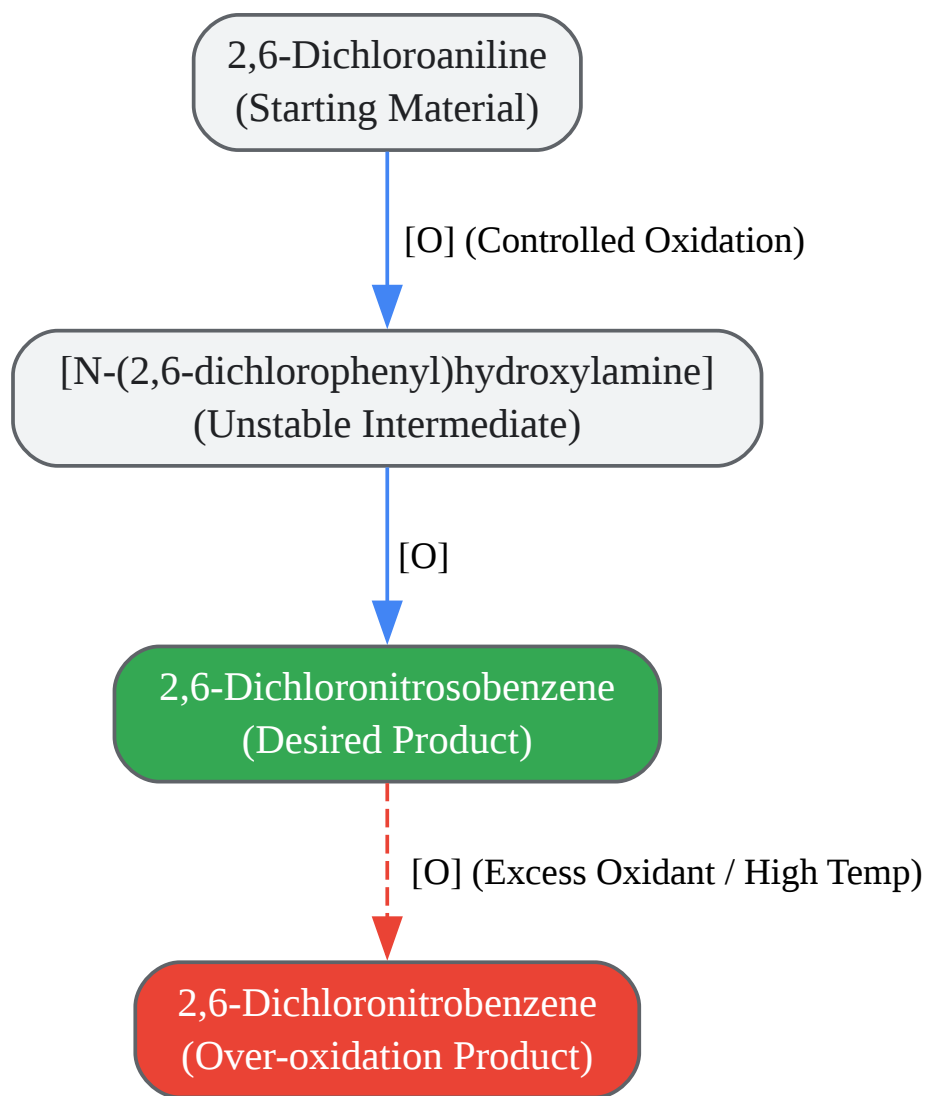 2,6-Dichloroaniline
(Starting Material)
[O] (Controlled Oxidation)
[N-(2,6-dichlorophenyl)hydroxylamine]
(Unstable Intermediate)
[O]
2,6-Dichloronitrosobenzene
(Desired Product)
[O] (Excess Oxidant / High Temp)
2,6-Dichloronitrobenzene
(Over-oxidation Product)